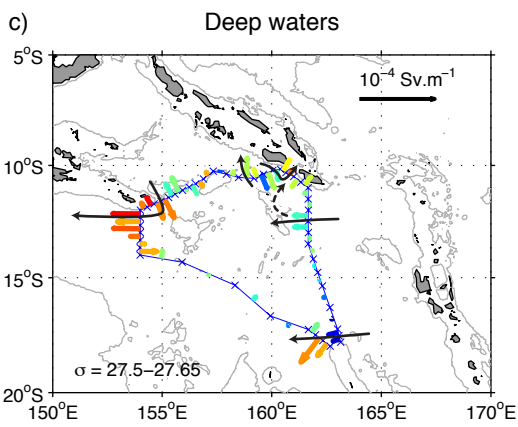 c) Deep waters
10⁻⁴ Sv.m⁻¹
5°S
10°S
15°S
20°S
σ = 27.5–27.65
150°E 155°E 160°E 165°E 170°E